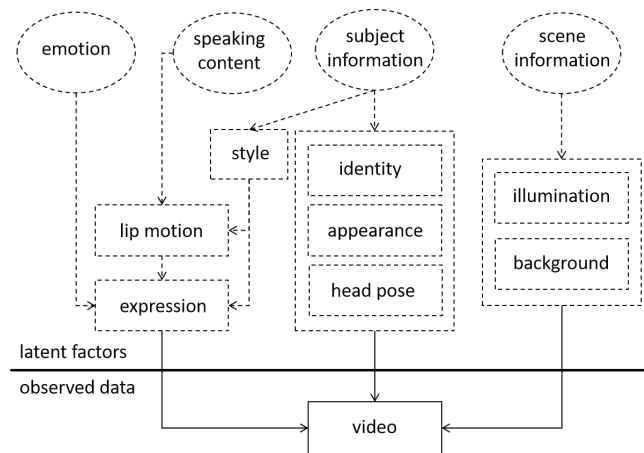 emotion
speaking
content
subject
information
scene
information
style
identity
illumination
lip motion
appearance
background
expression
head pose
latent factors
observed data
video